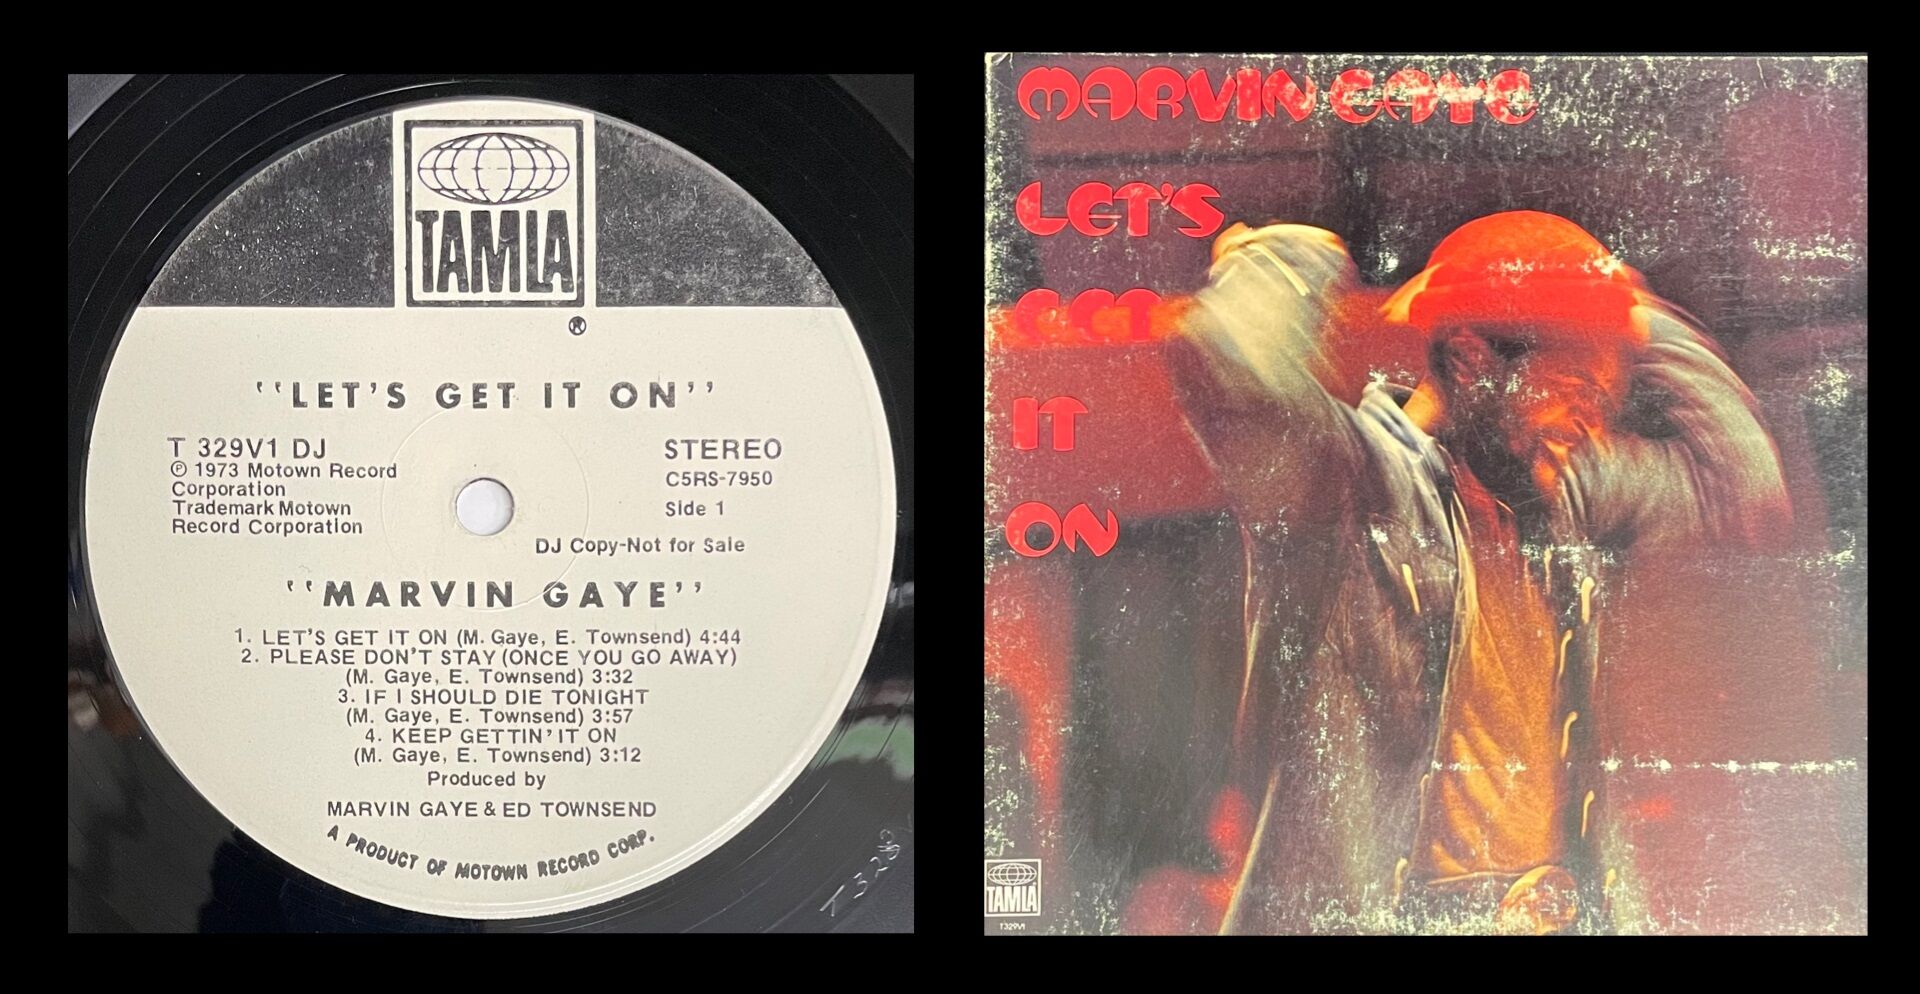 TAMLA
®
"LET'S GET IT ON"
T 329V1 DJ
℗ 1973 Motown Record
Corporation
Trademark Motown
Record Corporation
STEREO
C5RS-7950
Side 1
DJ Copy-Not for Sale
"MARVIN GAYE"
1. LET'S GET IT ON (M. Gaye, E. Townsend) 4:44
2. PLEASE DON'T STAY (ONCE YOU GO AWAY)
(M. Gaye, E. Townsend) 3:32
3. IF I SHOULD DIE TONIGHT
(M. Gaye, E. Townsend) 3:57
4. KEEP GETTIN' IT ON
(M. Gaye, E. Townsend) 3:12
Produced by
MARVIN GAYE & ED TOWNSEND
A PRODUCT OF MOTOWN RECORD CORP.
MARVIN GAYE
LET'S
GET
IT
ON
TAMLA
T329V1